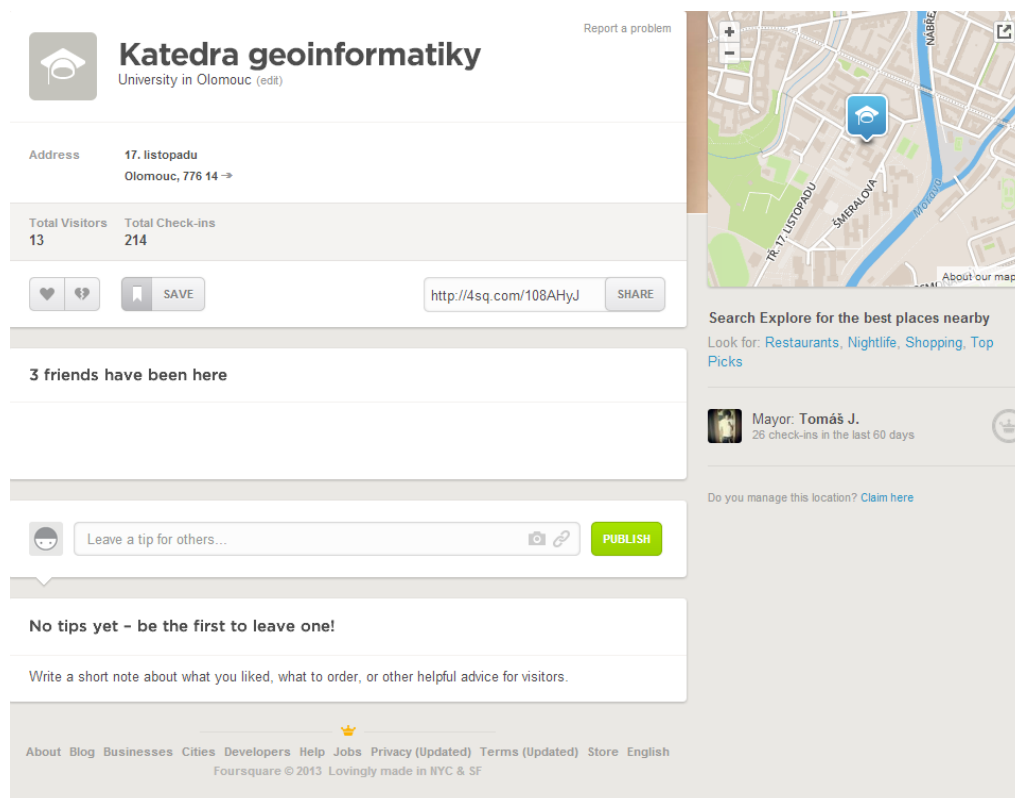 Report a problem
Katedra geoinformatiky
University in Olomouc (edit)
Address
17. listopadu
Olomouc, 776 14
Total Visitors
13
Total Check-ins
214
SAVE
http://4sq.com/108AHyJ
SHARE
3 friends have been here
Leave a tip for others...
PUBLISH
No tips yet – be the first to leave one!
Write a short note about what you liked, what to order, or other helpful advice for visitors.
About Blog Businesses Cities Developers Help Jobs Privacy (Updated) Terms (Updated) Store English
Foursquare © 2013 Lovingly made in NYC & SF
+
−
TŘ. 17. LISTOPADU
ŠMERALOVA
Morava
About our map
Search Explore for the best places nearby
Look for: Restaurants, Nightlife, Shopping, Top
Picks
Mayor: Tomáš J.
26 check-ins in the last 60 days
Do you manage this location? Claim here